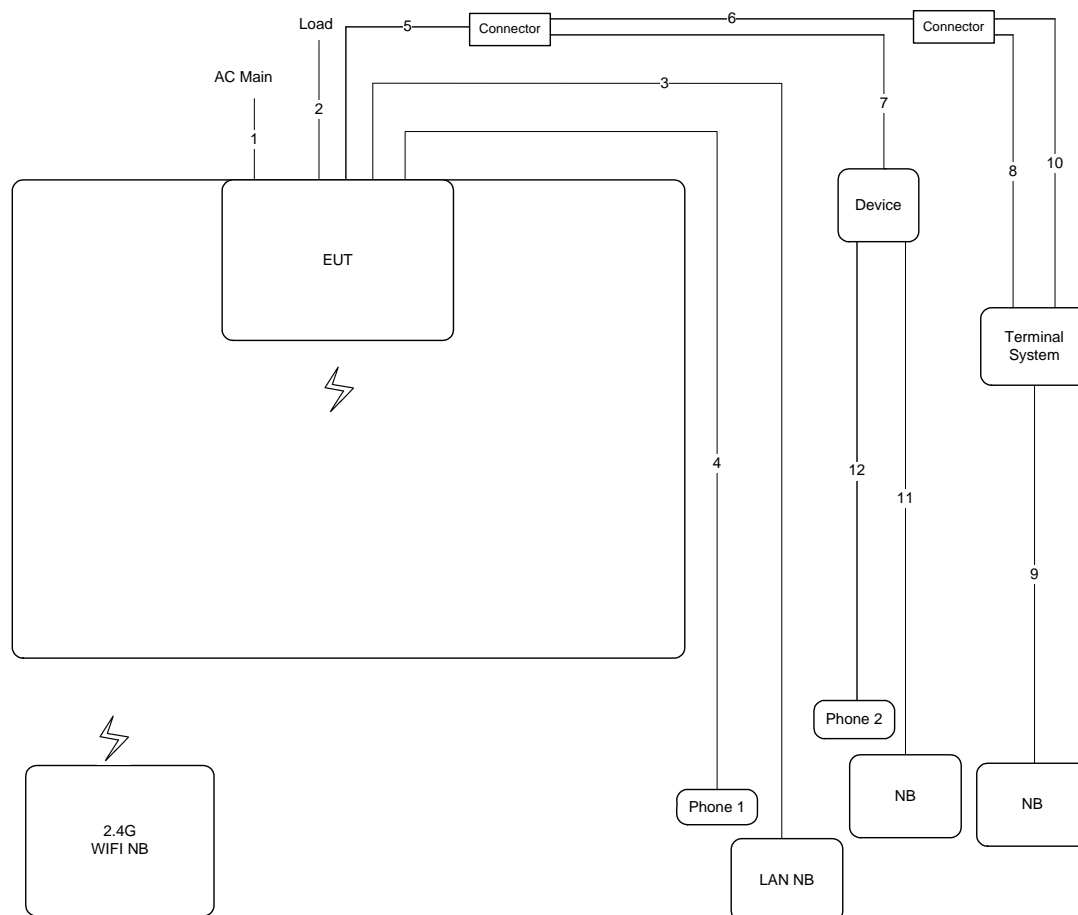 Load
5
Connector
6
Connector
AC Main
3
2
7
1
8
10
Device
EUT
Terminal
System
4
12
11
9
Phone 2
Phone 1
NB
NB
2.4G
WIFI NB
LAN NB